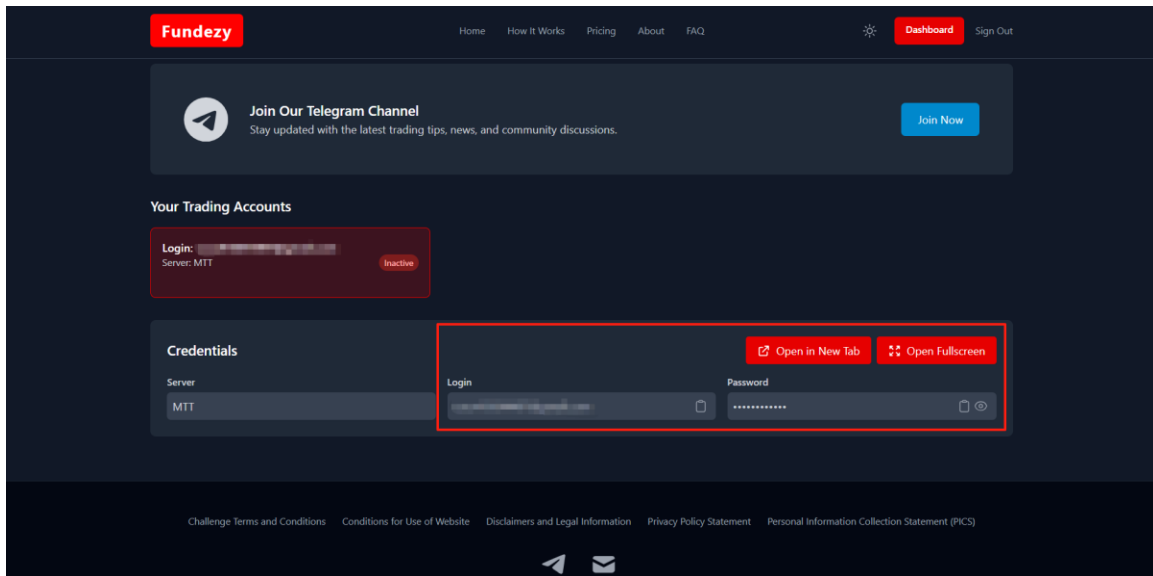 Fundezy
Home How It Works Pricing About FAQ
Dashboard Sign Out
Join Our Telegram Channel
Stay updated with the latest trading tips, news, and community discussions.
Join Now
Your Trading Accounts
Login:
Server: MTT
Inactive
Credentials
Open in New Tab Open Fullscreen
Server Login Password
MTT ••••••••••••
Challenge Terms and Conditions Conditions for Use of Website Disclaimers and Legal Information Privacy Policy Statement Personal Information Collection Statement (PICS)